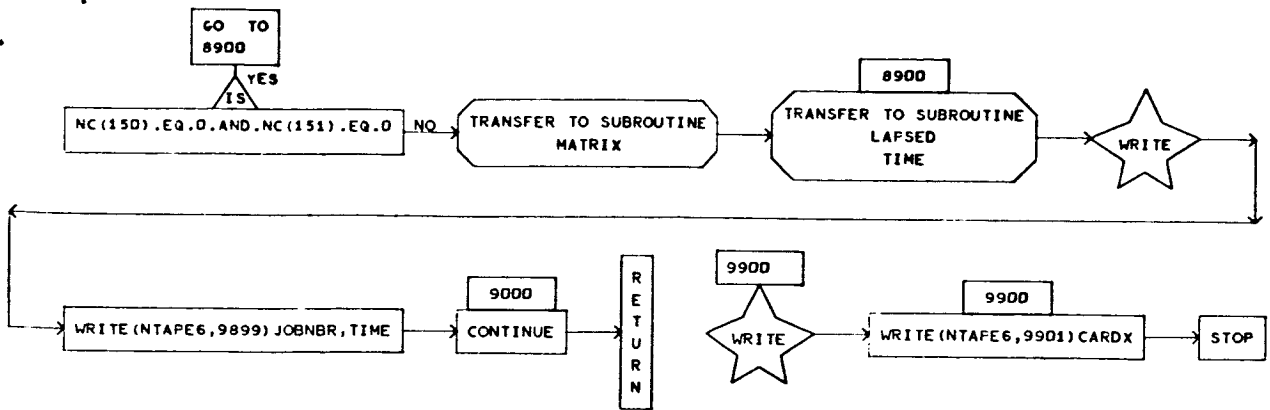 GO TO
8900
YES
IS
NC(150).EQ.0.AND.NC(151).EQ.0
NO
TRANSFER TO SUBROUTINE
MATRIX
8900
TRANSFER TO SUBROUTINE
LAPSED
TIME
WRITE
WRITE(NTAPE6,9899)JOBNBR,TIME
9000
CONTINUE
RETURN
9900
WRITE
9900
WRITE(NTAPE6,9901)CARDX
STOP